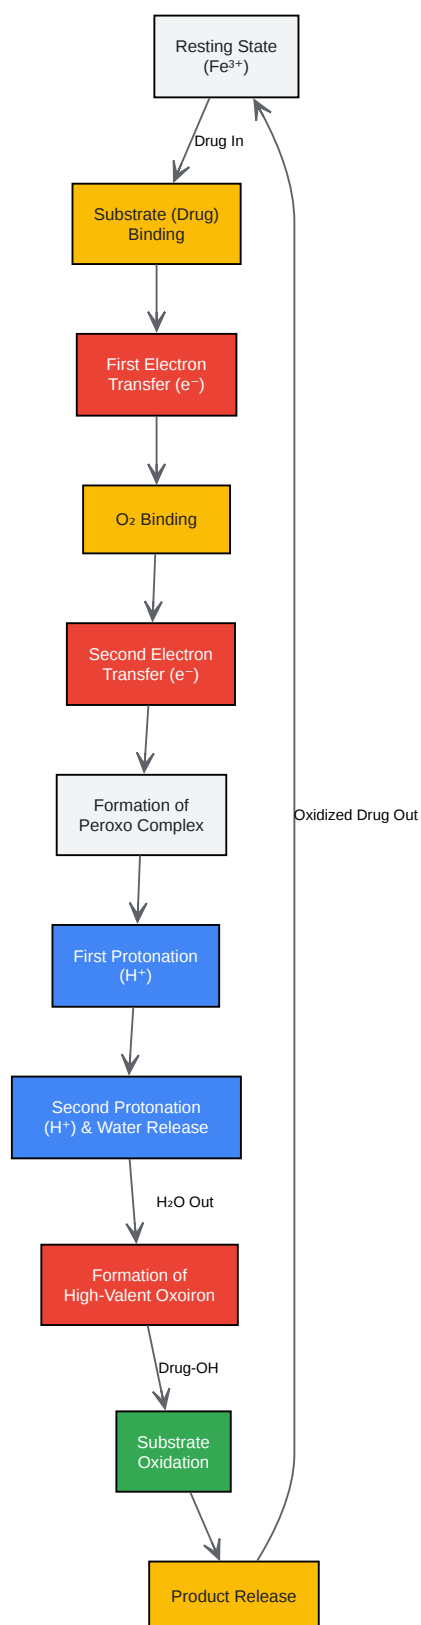 Resting State
(Fe³⁺)
Drug In
Substrate (Drug)
Binding
First Electron
Transfer (e⁻)
O₂ Binding
Second Electron
Transfer (e⁻)
Formation of
Peroxo Complex
Oxidized Drug Out
First Protonation
(H⁺)
Second Protonation
(H⁺) & Water Release
H₂O Out
Formation of
High-Valent Oxoiron
Drug-OH
Substrate
Oxidation
Product Release